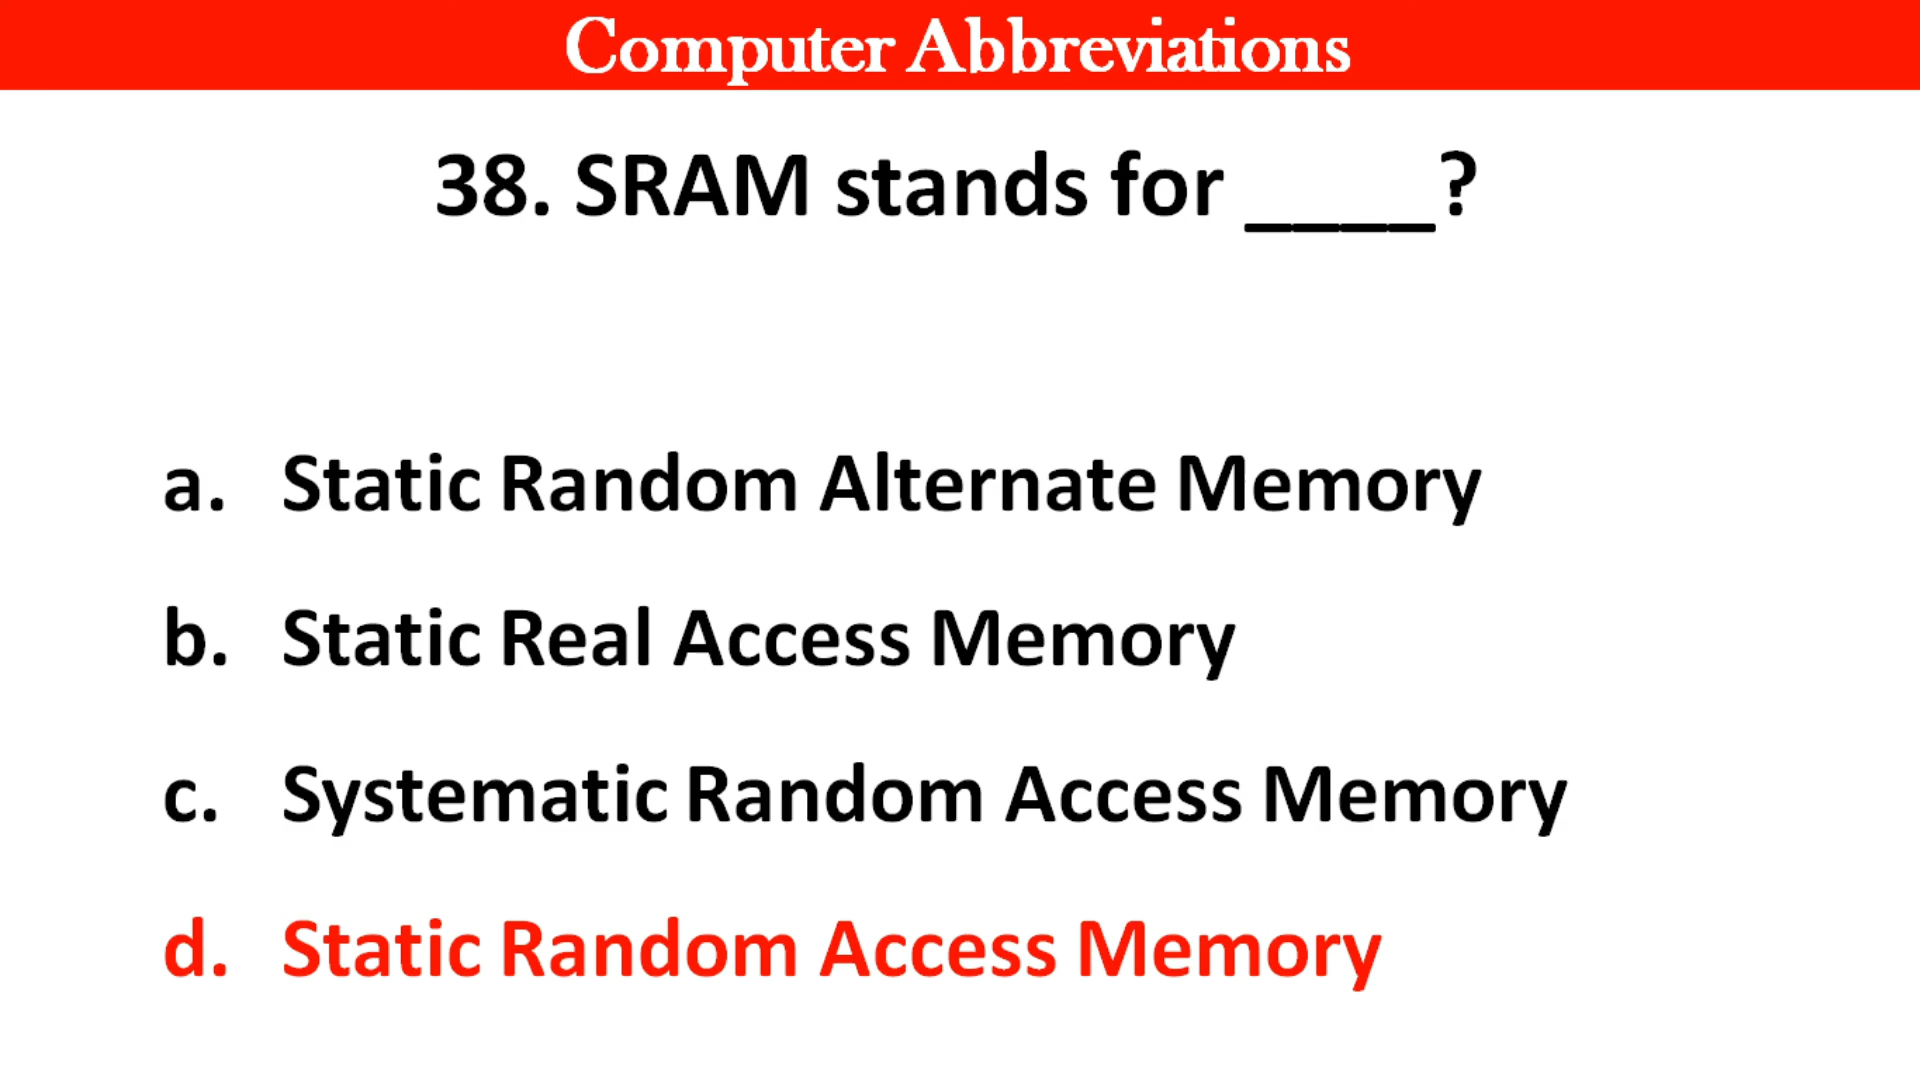 Computer Abbreviations
38. SRAM stands for ____?
a. Static Random Alternate Memory
b. Static Real Access Memory
c. Systematic Random Access Memory
d. Static Random Access Memory